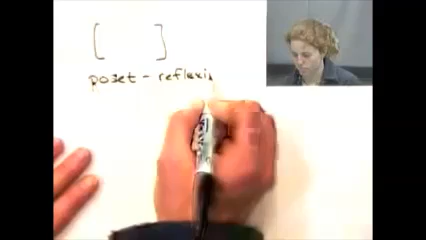 [ ]
poset - reflexi